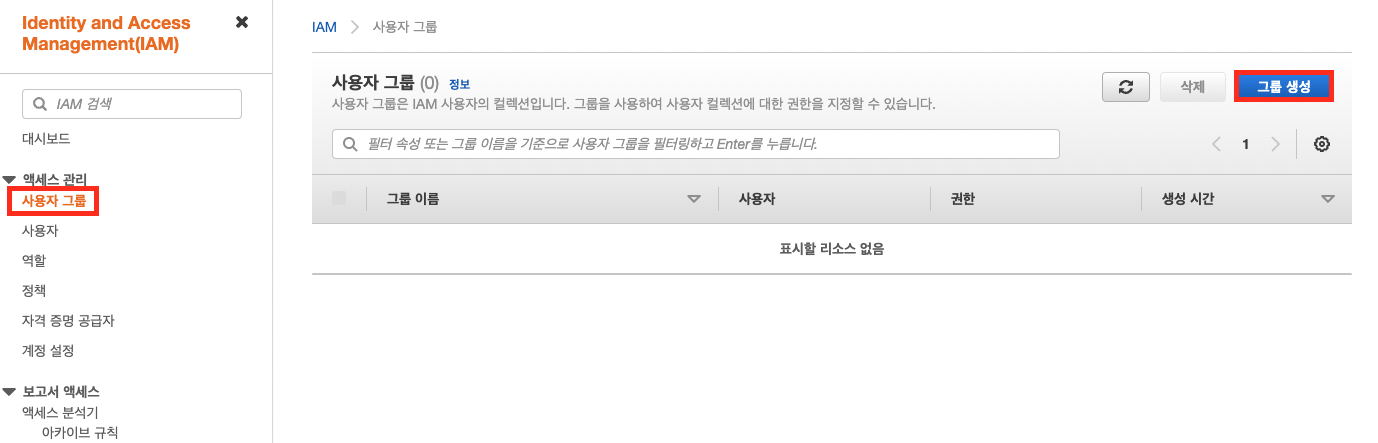 Identity and Access
Management(IAM)
IAM 검색
대시보드
액세스 관리
사용자 그룹
사용자
역할
정책
자격 증명 공급자
계정 설정
보고서 액세스
액세스 분석기
아카이브 규칙
IAM 사용자 그룹
사용자 그룹 (0) 정보
사용자 그룹은 IAM 사용자의 컬렉션입니다. 그룹을 사용하여 사용자 컬렉션에 대한 권한을 지정할 수 있습니다.
삭제
그룹 생성
필터 속성 또는 그룹 이름을 기준으로 사용자 그룹을 필터링하고 Enter를 누릅니다.
1
그룹 이름 사용자 권한 생성 시간
표시할 리소스 없음